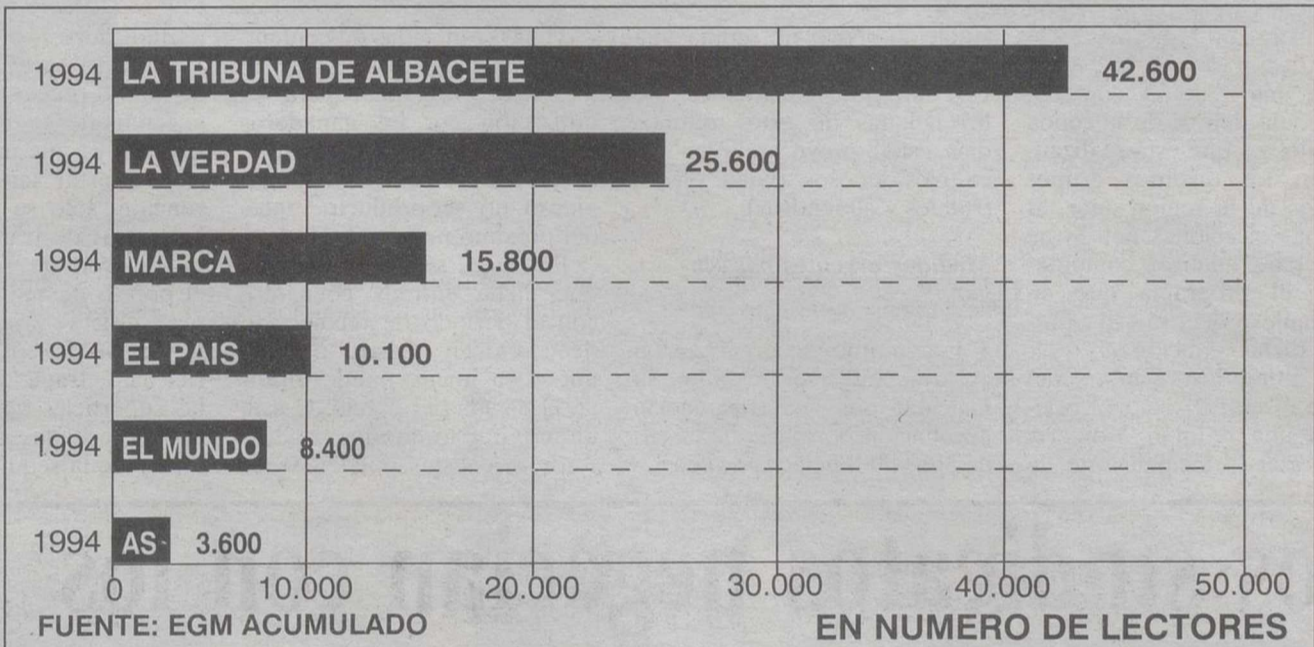 1994 LA TRIBUNA DE ALBACETE 42.600
1994 LA VERDAD 25.600
1994 MARCA 15.800
1994 EL PAIS 10.100
1994 EL MUNDO 8.400
1994 AS 3.600
0 10.000 20.000 30.000 40.000 50.000
FUENTE: EGM ACUMULADO EN NUMERO DE LECTORES